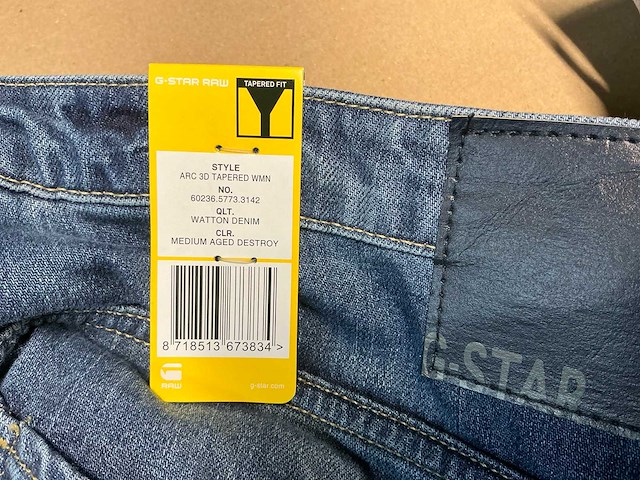 G-STAR RAW
TAPERED FIT
STYLE
ARC 3D TAPERED WMN
NO.
60236.5773.3142
QLT.
WATTON DENIM
CLR.
MEDIUM AGED DESTROY
8 718513 673834 >
G
RAW
g-star.com
G-STAR